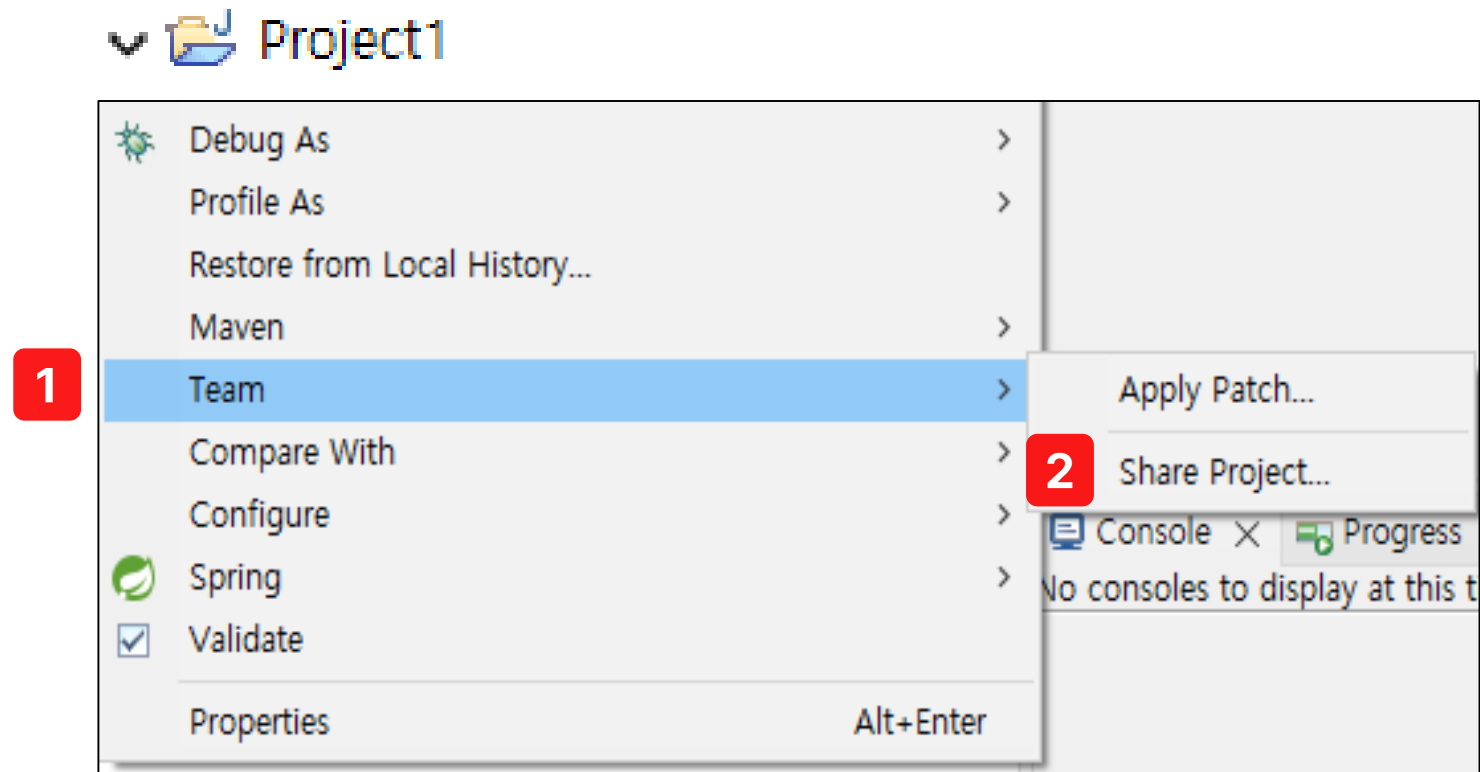 Project1
Debug As
Profile As
Restore from Local History...
Maven
1
Team
Apply Patch...
Compare With
2
Share Project...
Configure
Console
Progress
Spring
No consoles to display at this t
Validate
Properties Alt+Enter